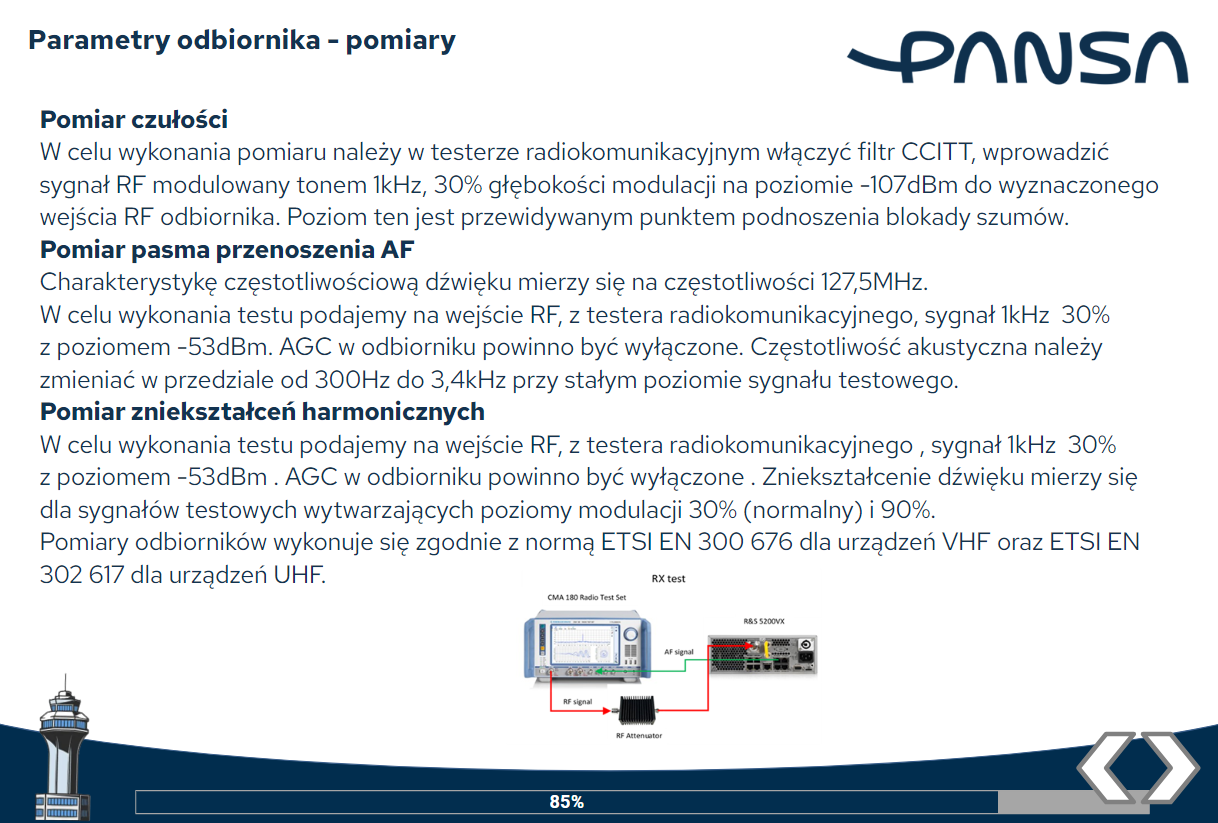 Parametry odbiornika - pomiary
PANSA
Pomiar czułości
W celu wykonania pomiaru należy w testerze radiokomunikacyjnym włączyć filtr CCITT, wprowadzić
sygnał RF modulowany tonem 1kHz, 30% głębokości modulacji na poziomie -107dBm do wyznaczonego
wejścia RF odbiornika. Poziom ten jest przewidywanym punktem podnoszenia blokady szumów.
Pomiar pasma przenoszenia AF
Charakterystykę częstotliwościową dźwięku mierzy się na częstotliwości 127,5MHz.
W celu wykonania testu podajemy na wejście RF, z testera radiokomunikacyjnego, sygnał 1kHz 30%
z poziomem -53dBm. AGC w odbiorniku powinno być wyłączone. Częstotliwość akustyczna należy
zmieniać w przedziale od 300Hz do 3,4kHz przy stałym poziomie sygnału testowego.
Pomiar zniekształceń harmonicznych
W celu wykonania testu podajemy na wejście RF, z testera radiokomunikacyjnego , sygnał 1kHz 30%
z poziomem -53dBm . AGC w odbiorniku powinno być wyłączone . Zniekształcenie dźwięku mierzy się
dla sygnałów testowych wytwarzających poziomy modulacji 30% (normalny) i 90%.
Pomiary odbiorników wykonuje się zgodnie z normą ETSI EN 300 676 dla urządzeń VHF oraz ETSI EN
302 617 dla urządzeń UHF.
RX test
CMA 180 Radio Test Set
R&S 5200VX
AF signal
RF signal
RF Attenuator
85%